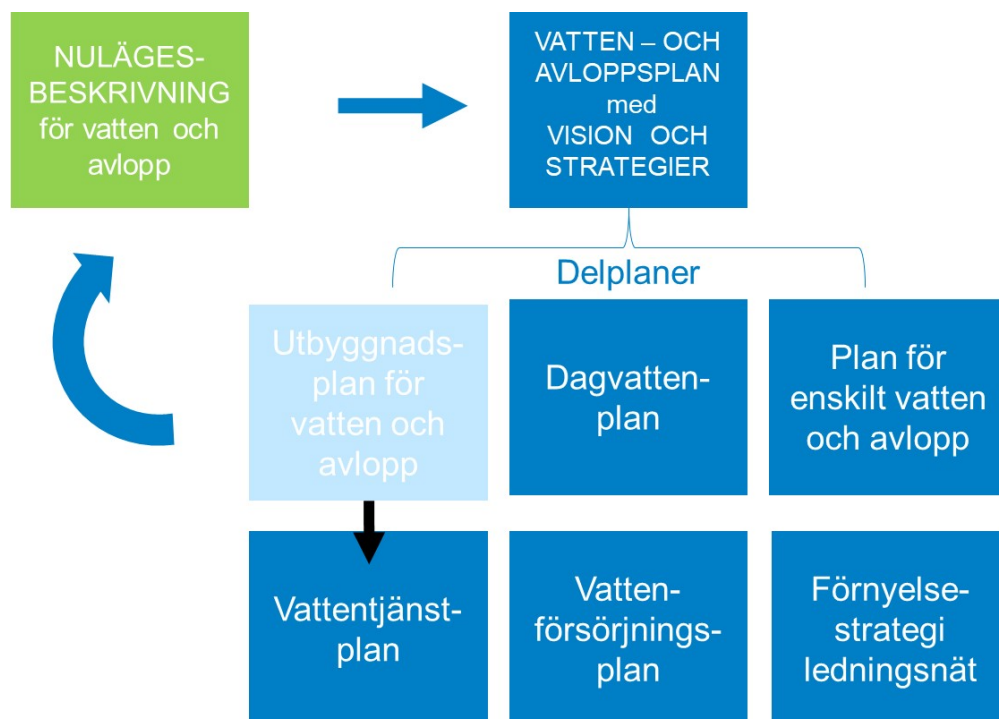 NULÄGES-
BESKRIVNING
för vatten och
avlopp
VATTEN – OCH
AVLOPPSPLAN
med
VISION OCH
STRATEGIER
Delplaner
Utbyggnads-
plan för
vatten och
avlopp
Dagvatten-
plan
Plan för
enskilt vatten
och avlopp
Vattentjänst-
plan
Vatten-
försörjnings-
plan
Förnyelse-
strategi
ledningsnät